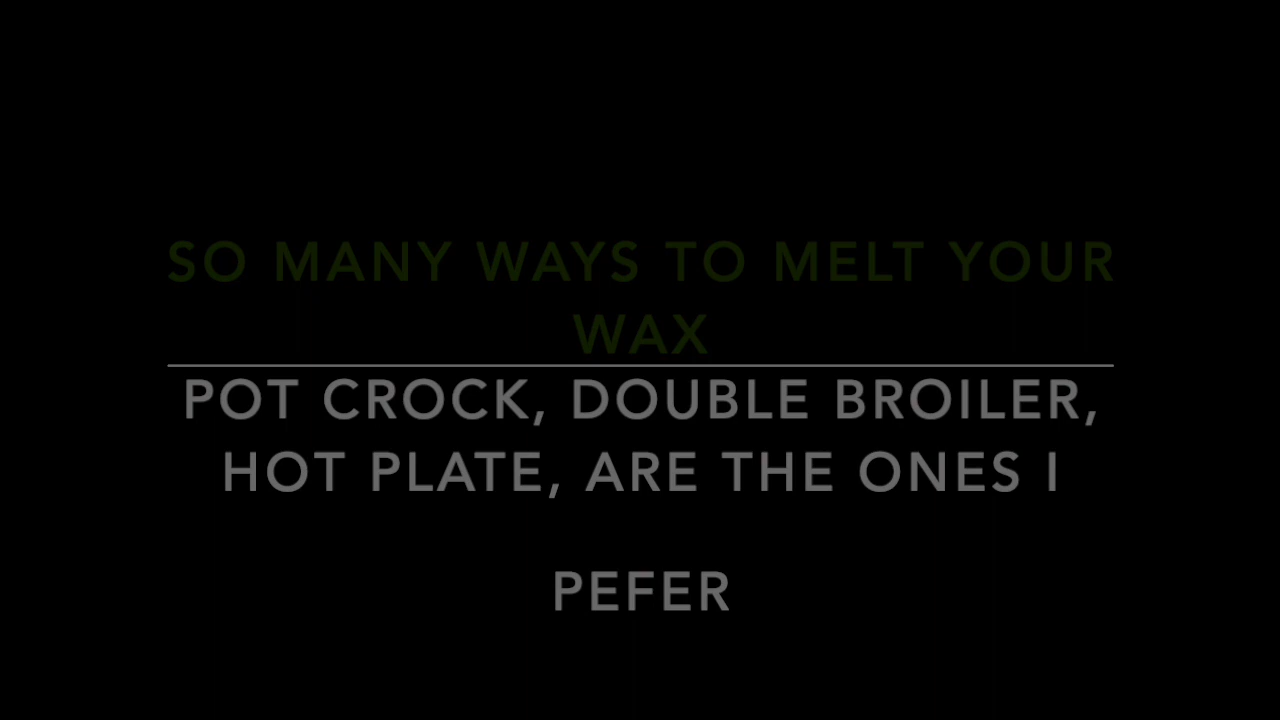 SO MANY WAYS TO MELT YOUR
WAX
POT CROCK, DOUBLE BROILER,
HOT PLATE, ARE THE ONES I
PEFER